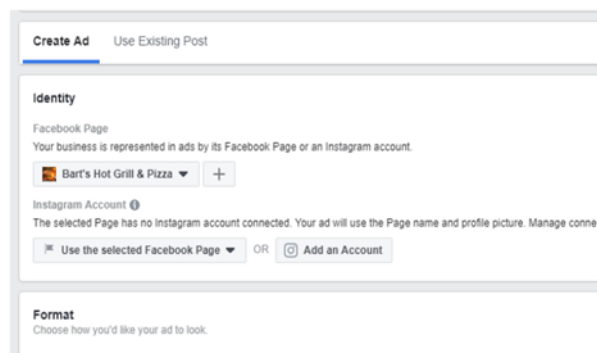 Create Ad Use Existing Post
Identity
Facebook Page
Your business is represented in ads by its Facebook Page or an Instagram account.
Bart's Hot Grill & Pizza
Instagram Account
The selected Page has no Instagram account connected. Your ad will use the Page name and profile picture. Manage conne
Use the selected Facebook Page OR Add an Account
Format
Choose how you'd like your ad to look.